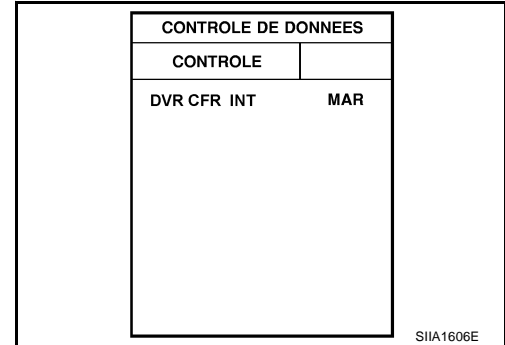 CONTROLE DE DONNEES
CONTROLE
DVR CFR INT MAR
SIIA1606E